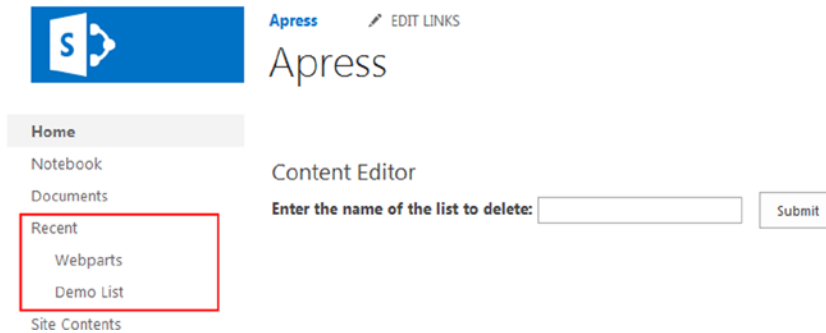 S
Apress
EDIT LINKS
Apress
Home
Notebook
Documents
Recent
Webparts
Demo List
Site Contents
Content Editor
Enter the name of the list to delete:
Submit